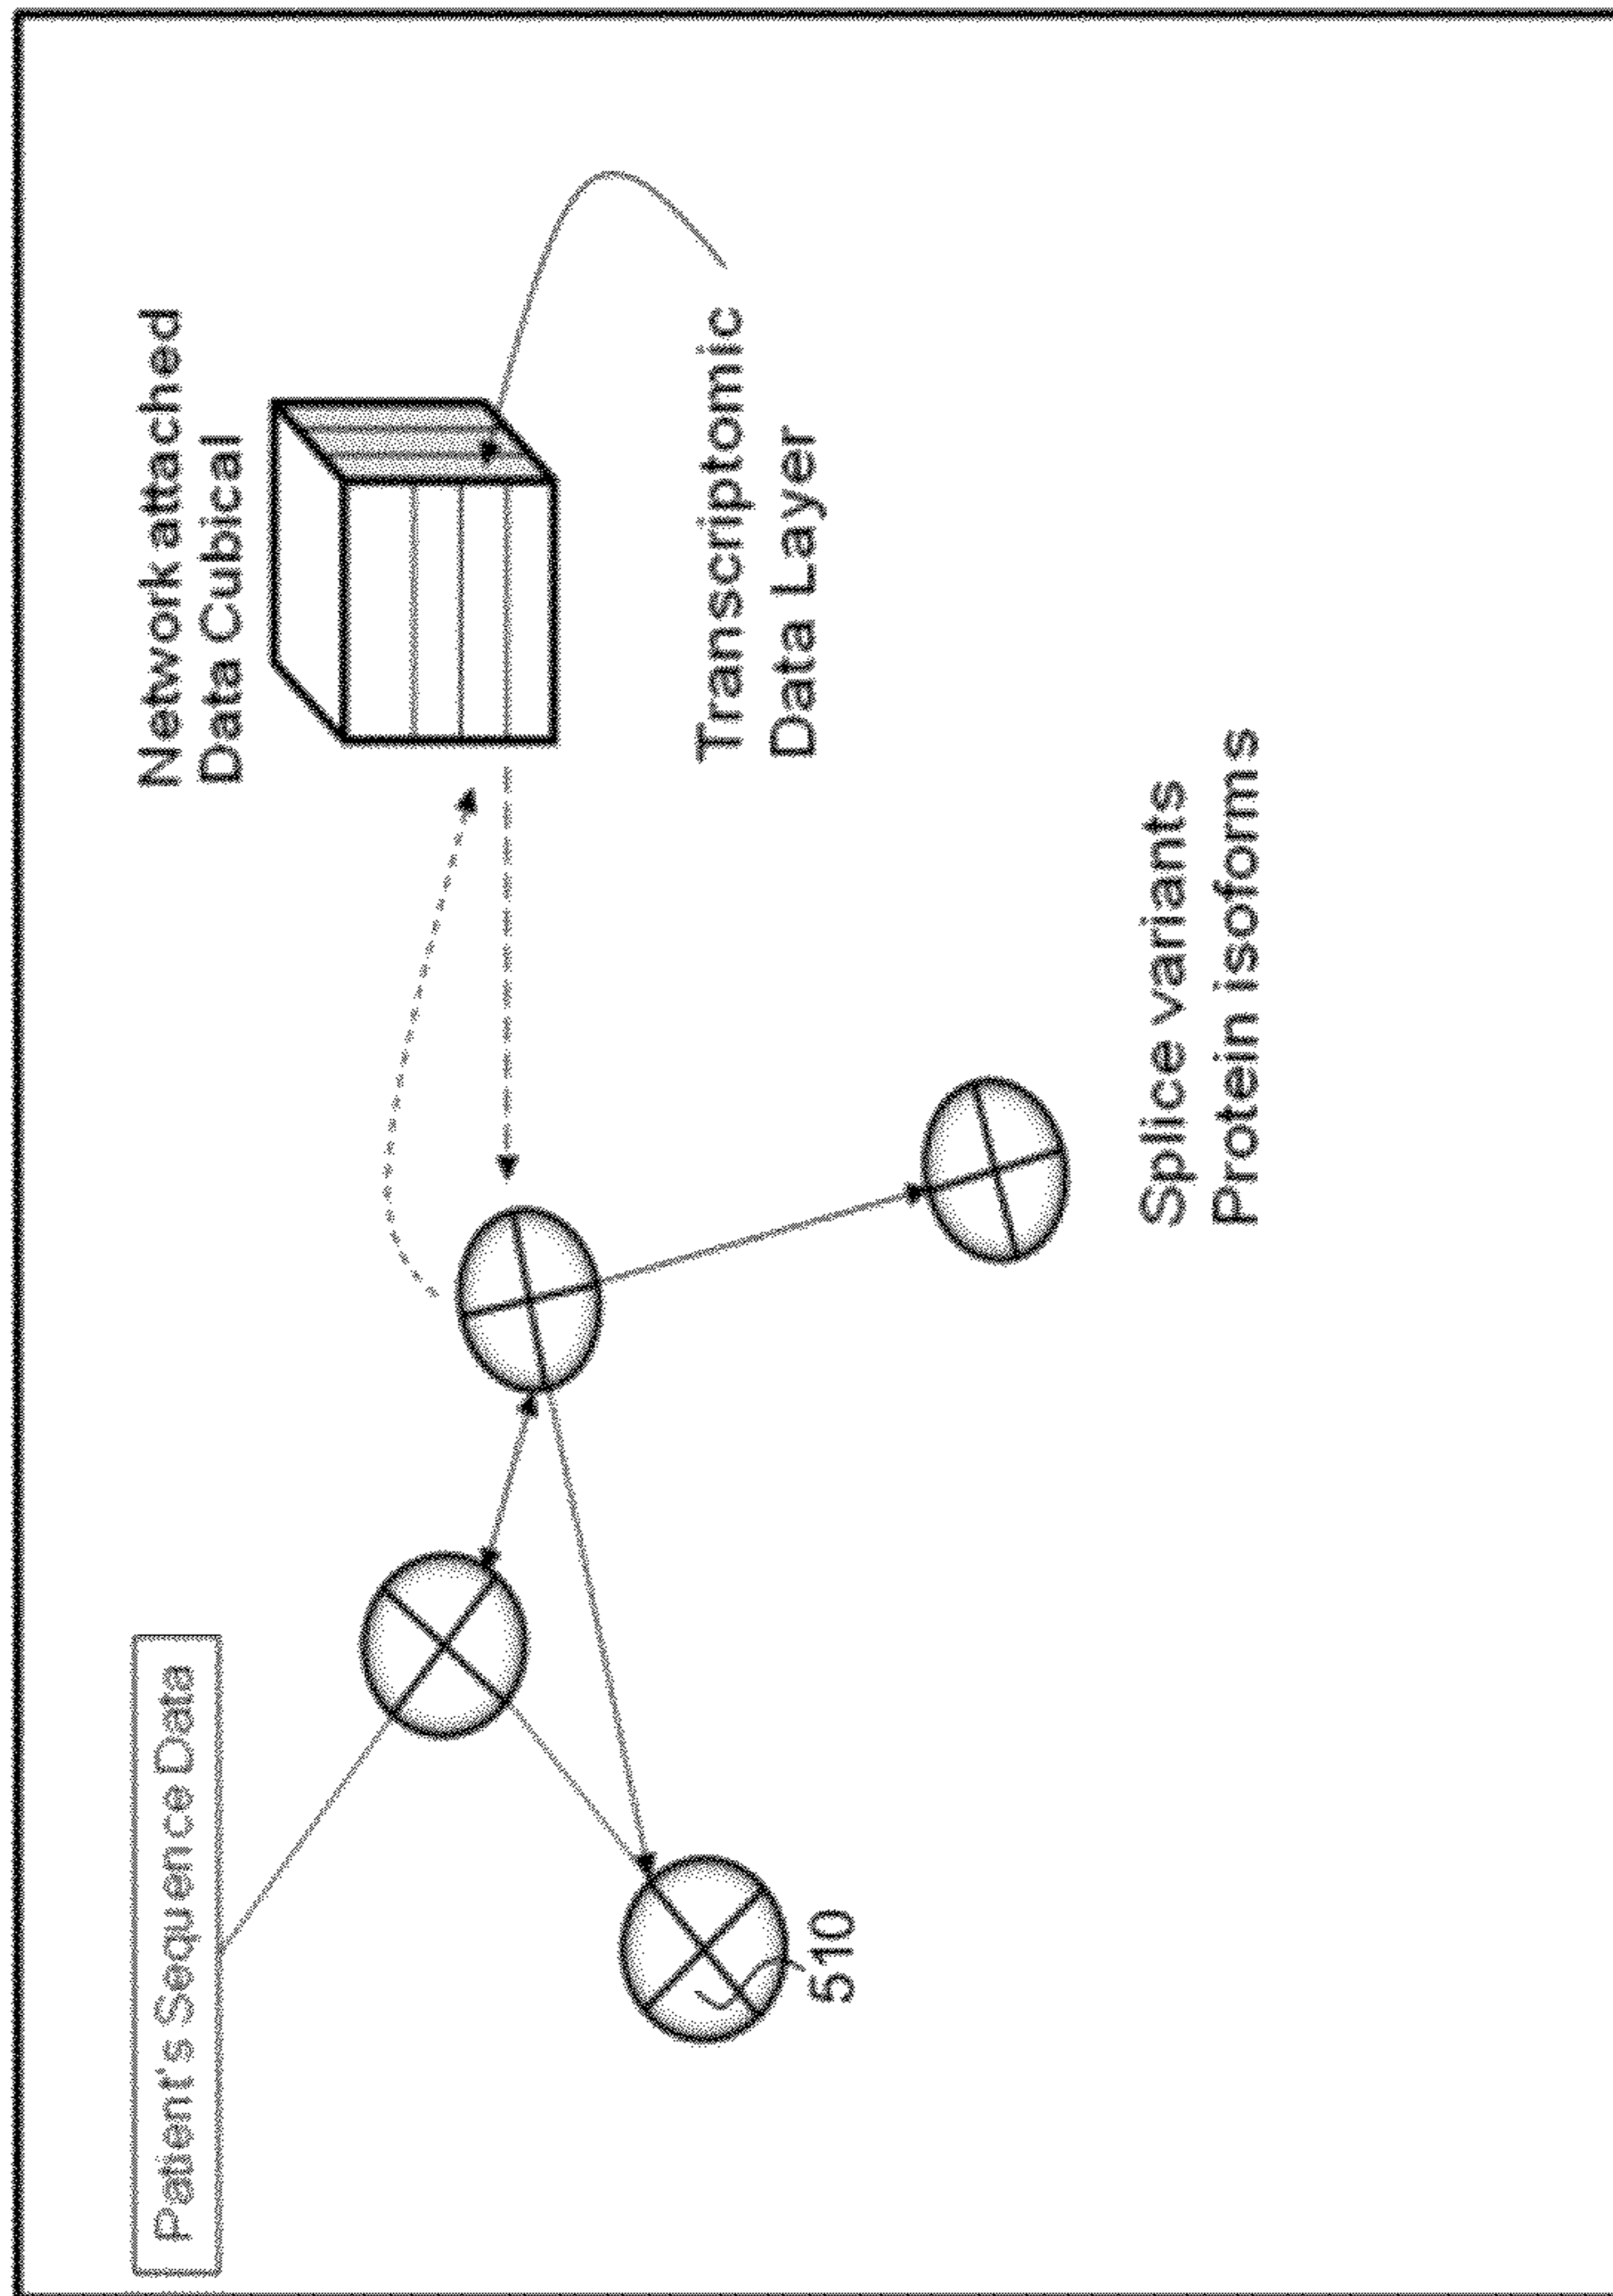 Patient's Sequence Data
Network attached
Data Cubical
Transcriptomic
Data Layer
510
Splice variants
Protein isoforms